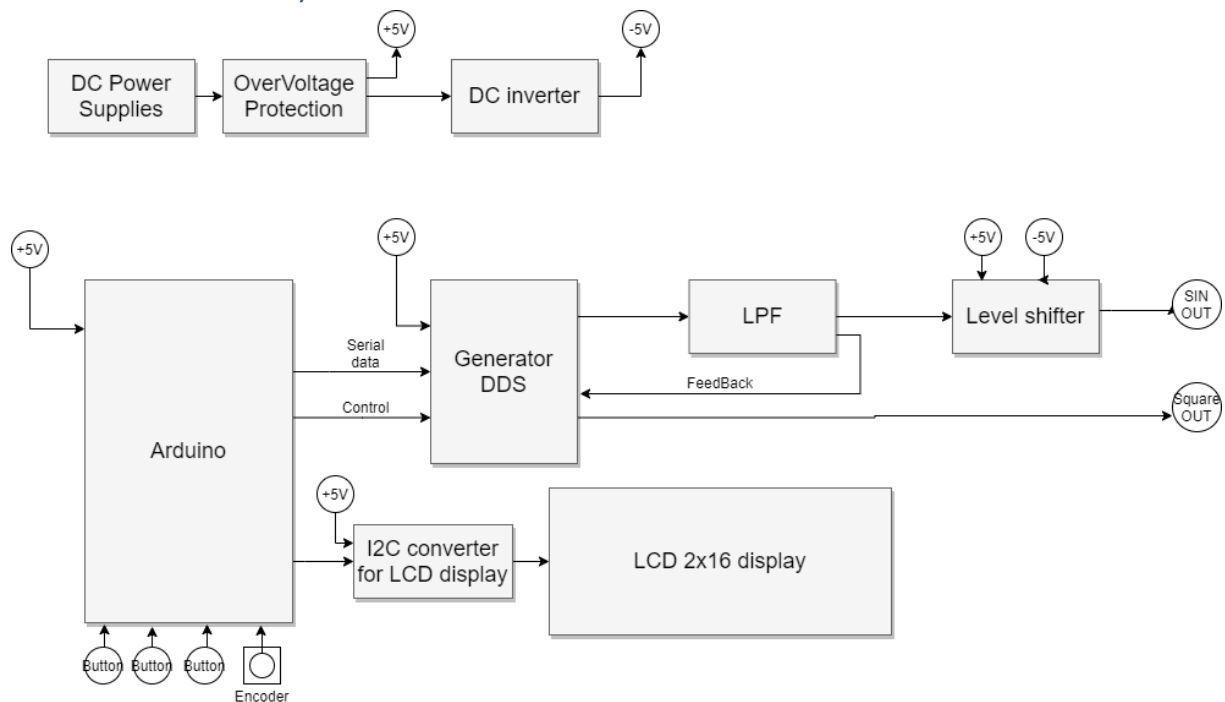 +5V
-5V
DC Power
Supplies
OverVoltage
Protection
DC inverter
+5V
+5V
+5V
-5V
SIN
OUT
LPF
Level shifter
Serial
data
Generator
DDS
FeedBack
Control
Square
OUT
Arduino
+5V
I2C converter
for LCD display
LCD 2x16 display
Button
Button
Button
Encoder